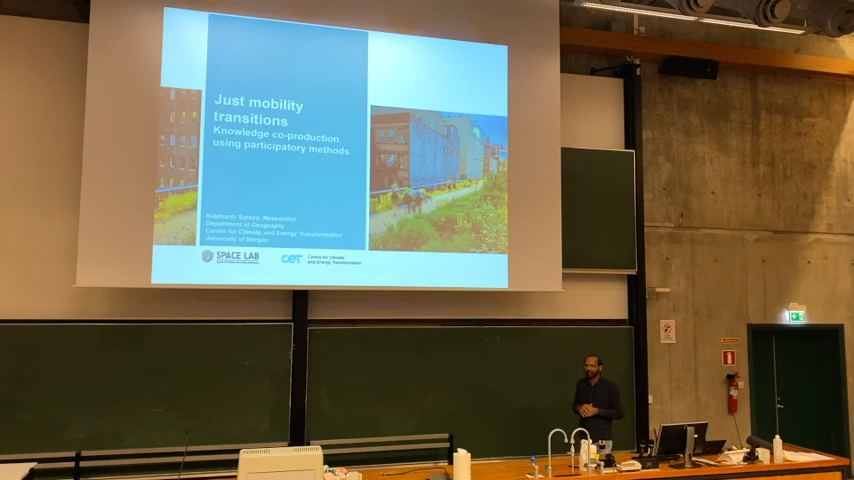 Just mobility
transitions
Knowledge co-production
using participatory methods
Siddharth Sareen, Researcher
Department of Geography
Centre for Climate and Energy Transformation
University of Bergen
SPACE LAB
CET
Centre for Climate
and Energy Transformation